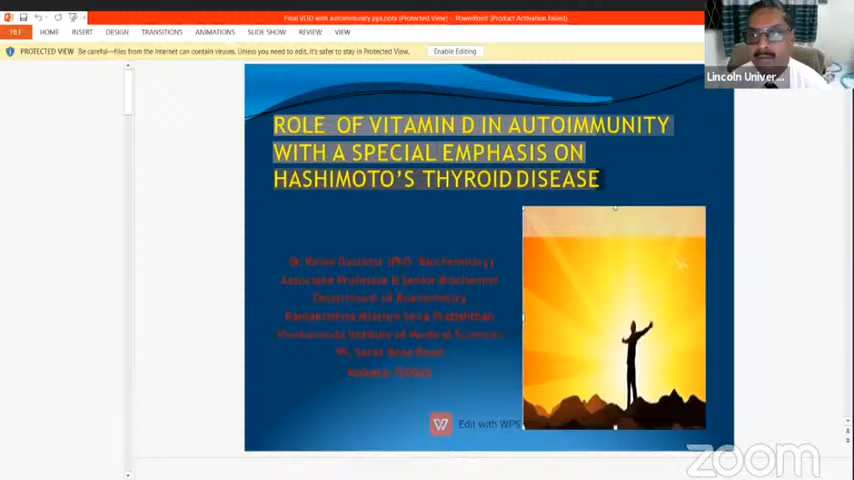 Final VDD with autoimmunity ppt.pptx (Protected View) - PowerPoint (Product Activation Failed)
FILE HOME INSERT DESIGN TRANSITIONS ANIMATIONS SLIDE SHOW REVIEW VIEW
PROTECTED VIEW Be careful—files from the Internet can contain viruses. Unless you need to edit, it's safer to stay in Protected View. Enable Editing
Lincoln Univer...
ROLE OF VITAMIN D IN AUTOIMMUNITY
WITH A SPECIAL EMPHASIS ON
HASHIMOTO'S THYROID DISEASE
(PhD. Biochemistry)
Associate Professor & Senior Biochemist
Department of Biochemistry
Ramakrishna Mission Seva Pratishthan
Vivekananda Institute of Medical Sciences
99, Sarat Bose Road
Kolkata-700026
Edit with WPS
zoom